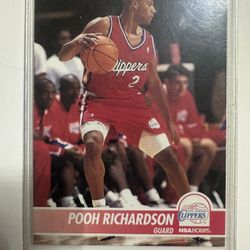 Clippers
2
POOH RICHARDSON
GUARD
CLIPPERS
NBA HOOPS